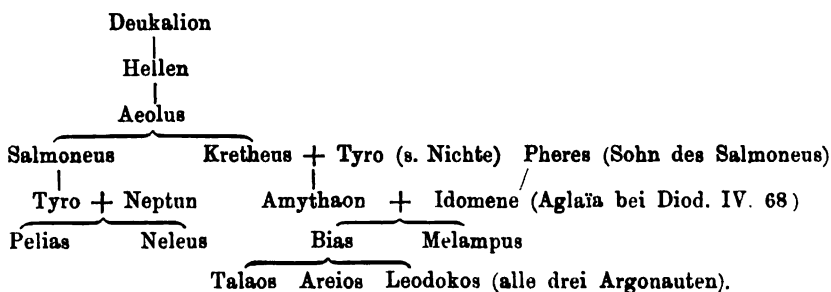 Deukalion
Hellen
Aeolus
Salmoneus Kretheus + Tyro (s. Nichte) Pheres (Sohn des Salmoneus)
Tyro + Neptun Amythaon + Idomene (Aglaïa bei Diod. IV. 68)
Pelias Neleus Bias Melampus
Talaos Areios Leodokos (alle drei Argonauten).